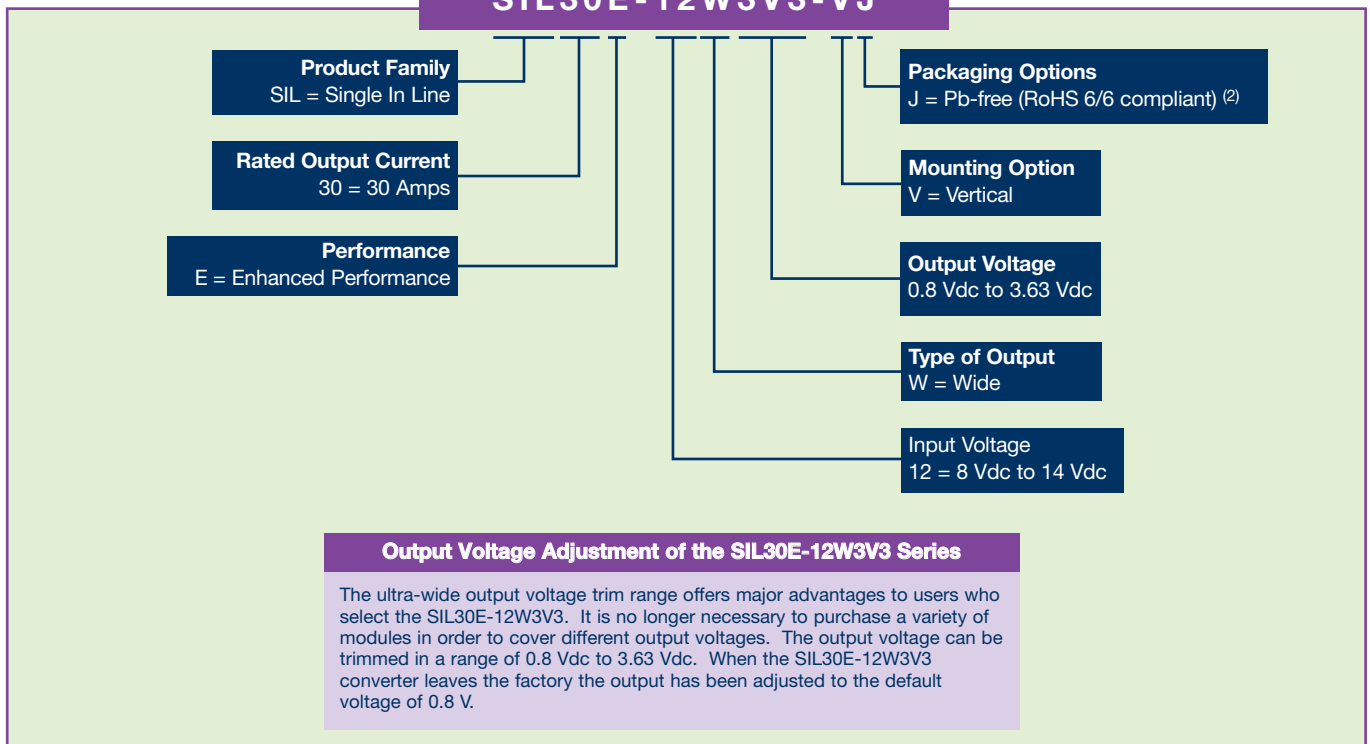 SIL30E-12W3V3-VJ
Product Family
SIL = Single In Line
Rated Output Current
30 = 30 Amps
Performance
E = Enhanced Performance
Packaging Options
J = Pb-free (RoHS 6/6 compliant) (2)
Mounting Option
V = Vertical
Output Voltage
0.8 Vdc to 3.63 Vdc
Type of Output
W = Wide
Input Voltage
12 = 8 Vdc to 14 Vdc
Output Voltage Adjustment of the SIL30E-12W3V3 Series
The ultra-wide output voltage trim range offers major advantages to users who
select the SIL30E-12W3V3. It is no longer necessary to purchase a variety of
modules in order to cover different output voltages. The output voltage can be
trimmed in a range of 0.8 Vdc to 3.63 Vdc. When the SIL30E-12W3V3
converter leaves the factory the output has been adjusted to the default
voltage of 0.8 V.